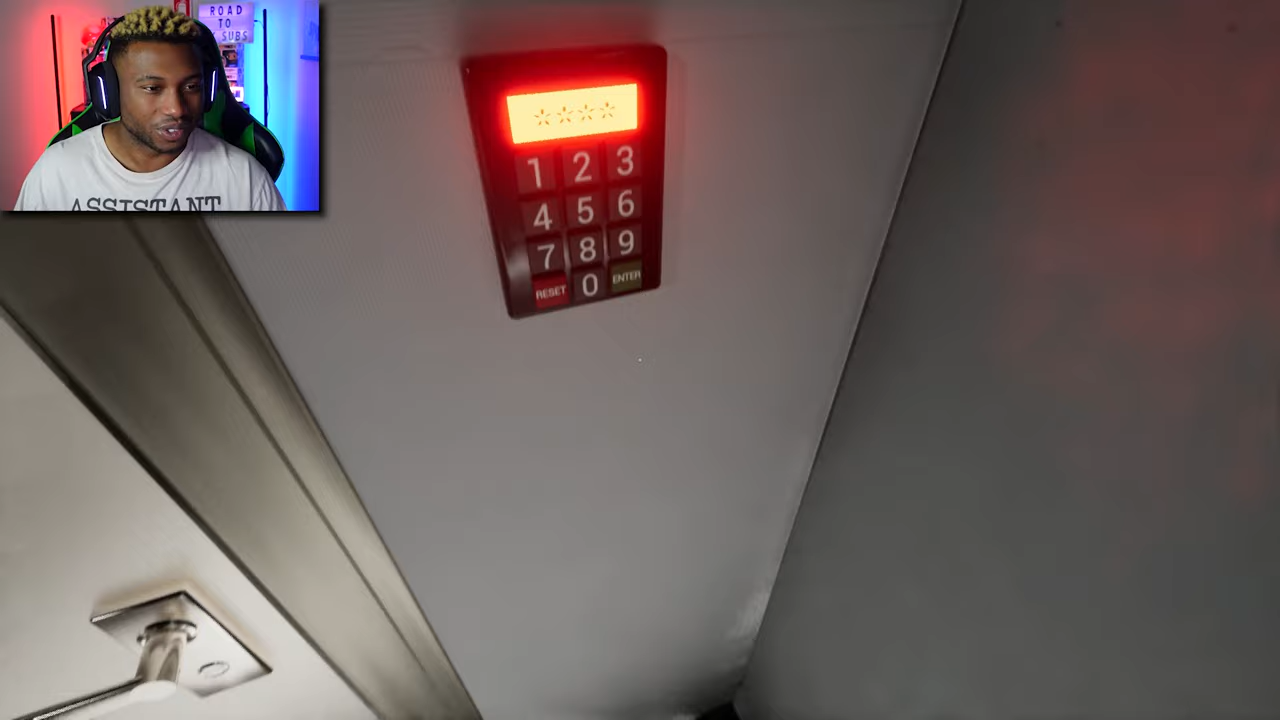 ROAD
TO
SUBS
ASSISTANT
☆☆☆☆
1 2 3
4 5 6
7 8 9
RESET 0 ENTER